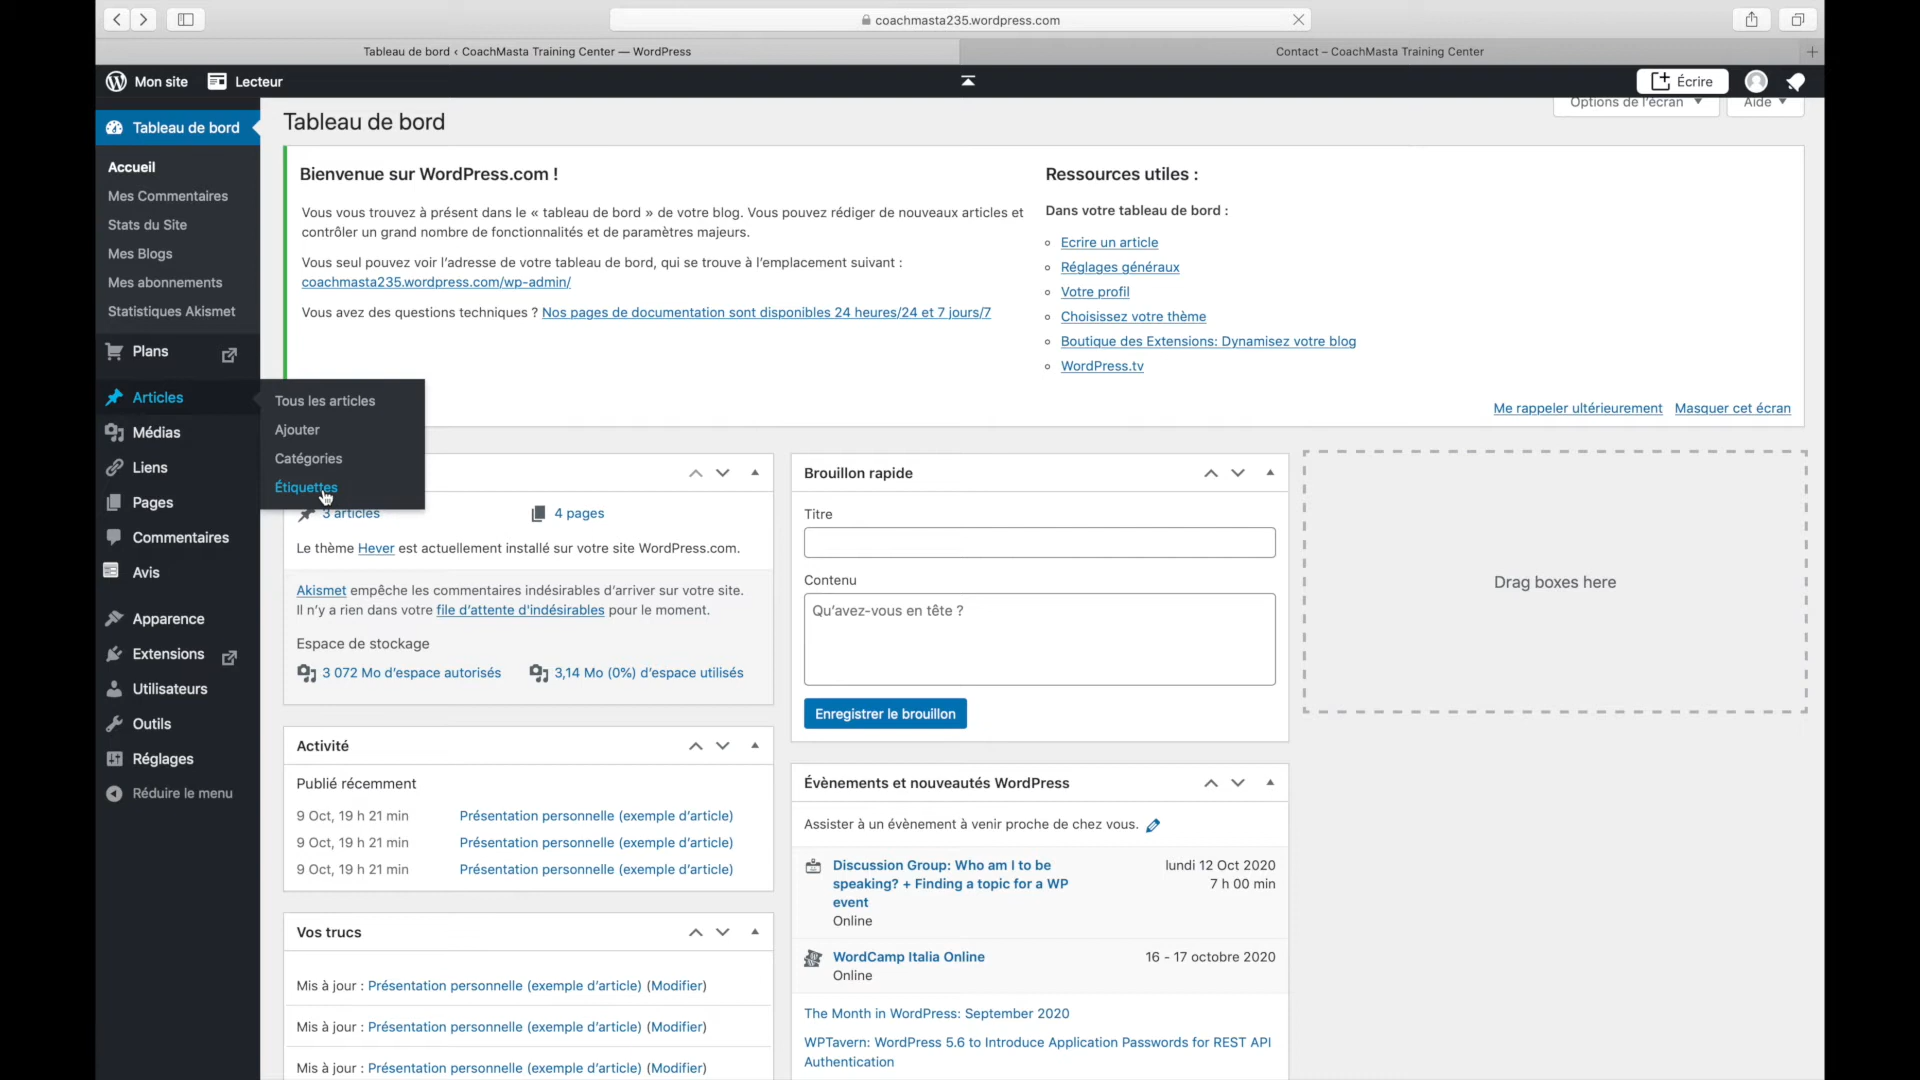 coachmasta235.wordpress.com
Tableau de bord ‹ CoachMasta Training Center — WordPress
Contact – CoachMasta Training Center
Mon site
Lecteur
Écrire
Tableau de bord
Accueil
Mes Commentaires
Stats du Site
Mes Blogs
Mes abonnements
Statistiques Akismet
Plans
Articles
Médias
Liens
Pages
Commentaires
Avis
Apparence
Extensions
Utilisateurs
Outils
Réglages
Réduire le menu
Tous les articles
Ajouter
Catégories
Étiquettes
Tableau de bord
Options de l'écran
Aide
Bienvenue sur WordPress.com !
Vous vous trouvez à présent dans le « tableau de bord » de votre blog. Vous pouvez rédiger de nouveaux articles et
contrôler un grand nombre de fonctionnalités et de paramètres majeurs.
Vous seul pouvez voir l'adresse de votre tableau de bord, qui se trouve à l'emplacement suivant :
coachmasta235.wordpress.com/wp-admin/
Vous avez des questions techniques ? Nos pages de documentation sont disponibles 24 heures/24 et 7 jours/7
Ressources utiles :
Dans votre tableau de bord :
Ecrire un article
Réglages généraux
Votre profil
Choisissez votre thème
Boutique des Extensions: Dynamisez votre blog
WordPress.tv
Me rappeler ultérieurement
Masquer cet écran
3 articles
4 pages
Le thème Hever est actuellement installé sur votre site WordPress.com.
Akismet empêche les commentaires indésirables d'arriver sur votre site.
Il n'y a rien dans votre file d'attente d'indésirables pour le moment.
Espace de stockage
3 072 Mo d'espace autorisés
3,14 Mo (0%) d'espace utilisés
Activité
Publié récemment
9 Oct, 19 h 21 min Présentation personnelle (exemple d'article)
9 Oct, 19 h 21 min Présentation personnelle (exemple d'article)
9 Oct, 19 h 21 min Présentation personnelle (exemple d'article)
Vos trucs
Mis à jour : Présentation personnelle (exemple d'article) (Modifier)
Mis à jour : Présentation personnelle (exemple d'article) (Modifier)
Mis à jour : Présentation personnelle (exemple d'article) (Modifier)
Brouillon rapide
Titre
Contenu
Qu'avez-vous en tête ?
Enregistrer le brouillon
Évènements et nouveautés WordPress
Assister à un évènement à venir proche de chez vous.
Discussion Group: Who am I to be
speaking? + Finding a topic for a WP
event
Online
lundi 12 Oct 2020
7 h 00 min
WordCamp Italia Online
Online
16 - 17 octobre 2020
The Month in WordPress: September 2020
WPTavern: WordPress 5.6 to Introduce Application Passwords for REST API
Authentication
Drag boxes here